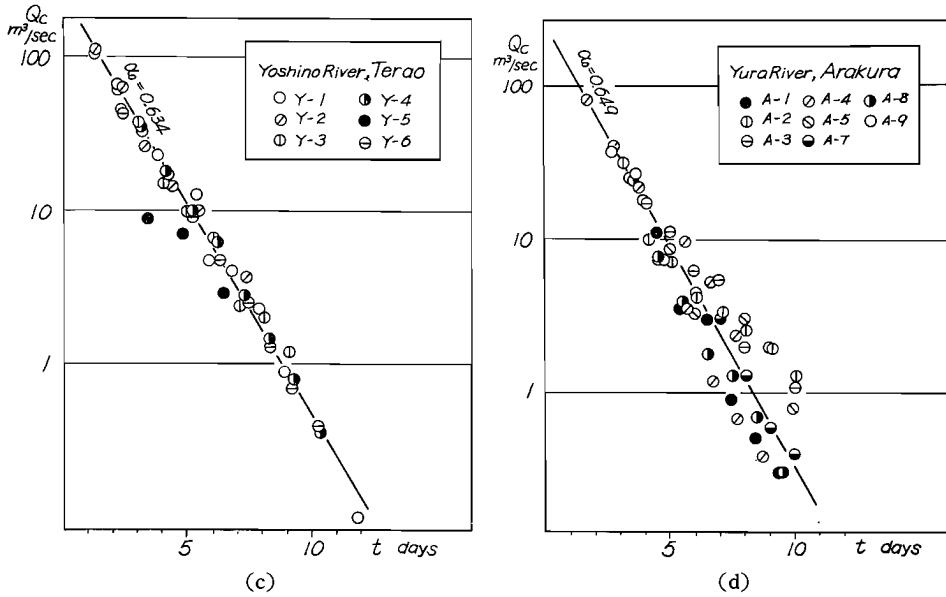 Qc
m³/sec
100
10
1
α₀=0.634
Yoshino River, Terao
Y-1 Y-4
Y-2 Y-5
Y-3 Y-6
5 10 t days
(c)
Qc
m³/sec
100
10
1
α₀=0.649
Yura River, Arakura
A-1 A-4 A-8
A-2 A-5 A-9
A-3 A-7
5 10 t days
(d)